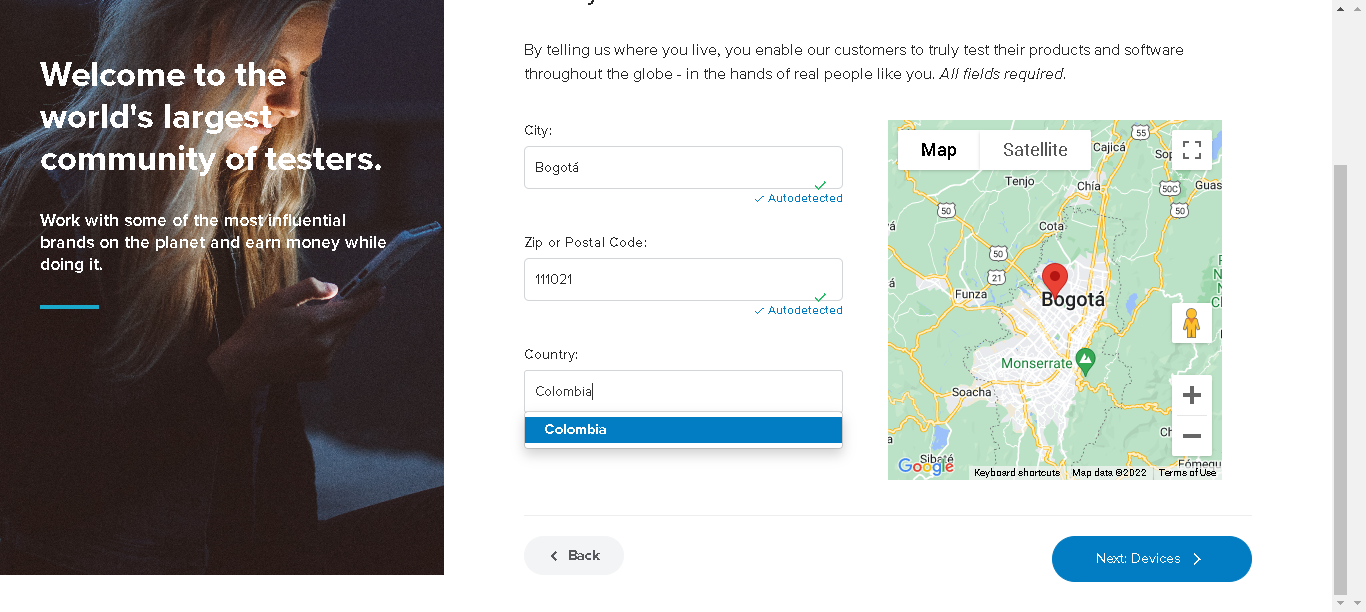 Welcome to the
world's largest
community of testers.
Work with some of the most influential
brands on the planet and earn money while
doing it.
By telling us where you live, you enable our customers to truly test their products and software
throughout the globe - in the hands of real people like you. All fields required.
City:
Bogotá
Autodetected
Zip or Postal Code:
111021
Autodetected
Country:
Colombia
Colombia
Map
Satellite
55
Cajicá
Tenjo
Chía
50C
Guas
50
50
Cota
50
21
Funza
Bogotá
Monserrate
Soacha
Sibaté
Fómequ
Google
Keyboard shortcuts
Map data ©2022
Terms of Use
Back
Next: Devices